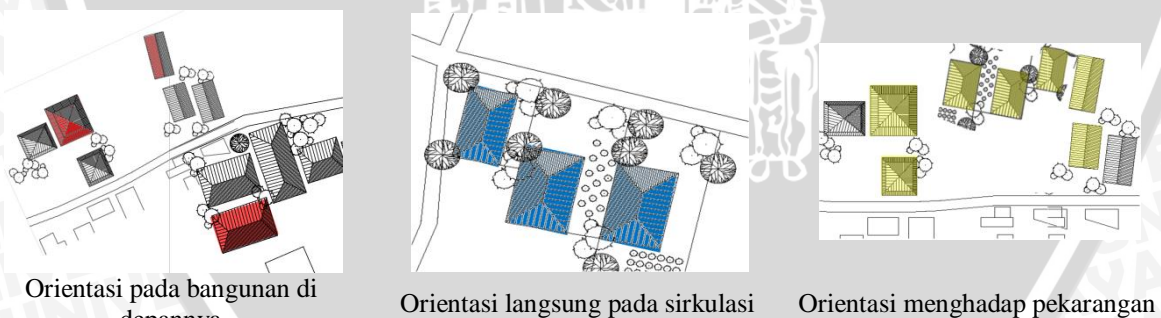 Orientasi pada bangunan di
depannya
Orientasi langsung pada sirkulasi
Orientasi menghadap pekarangan